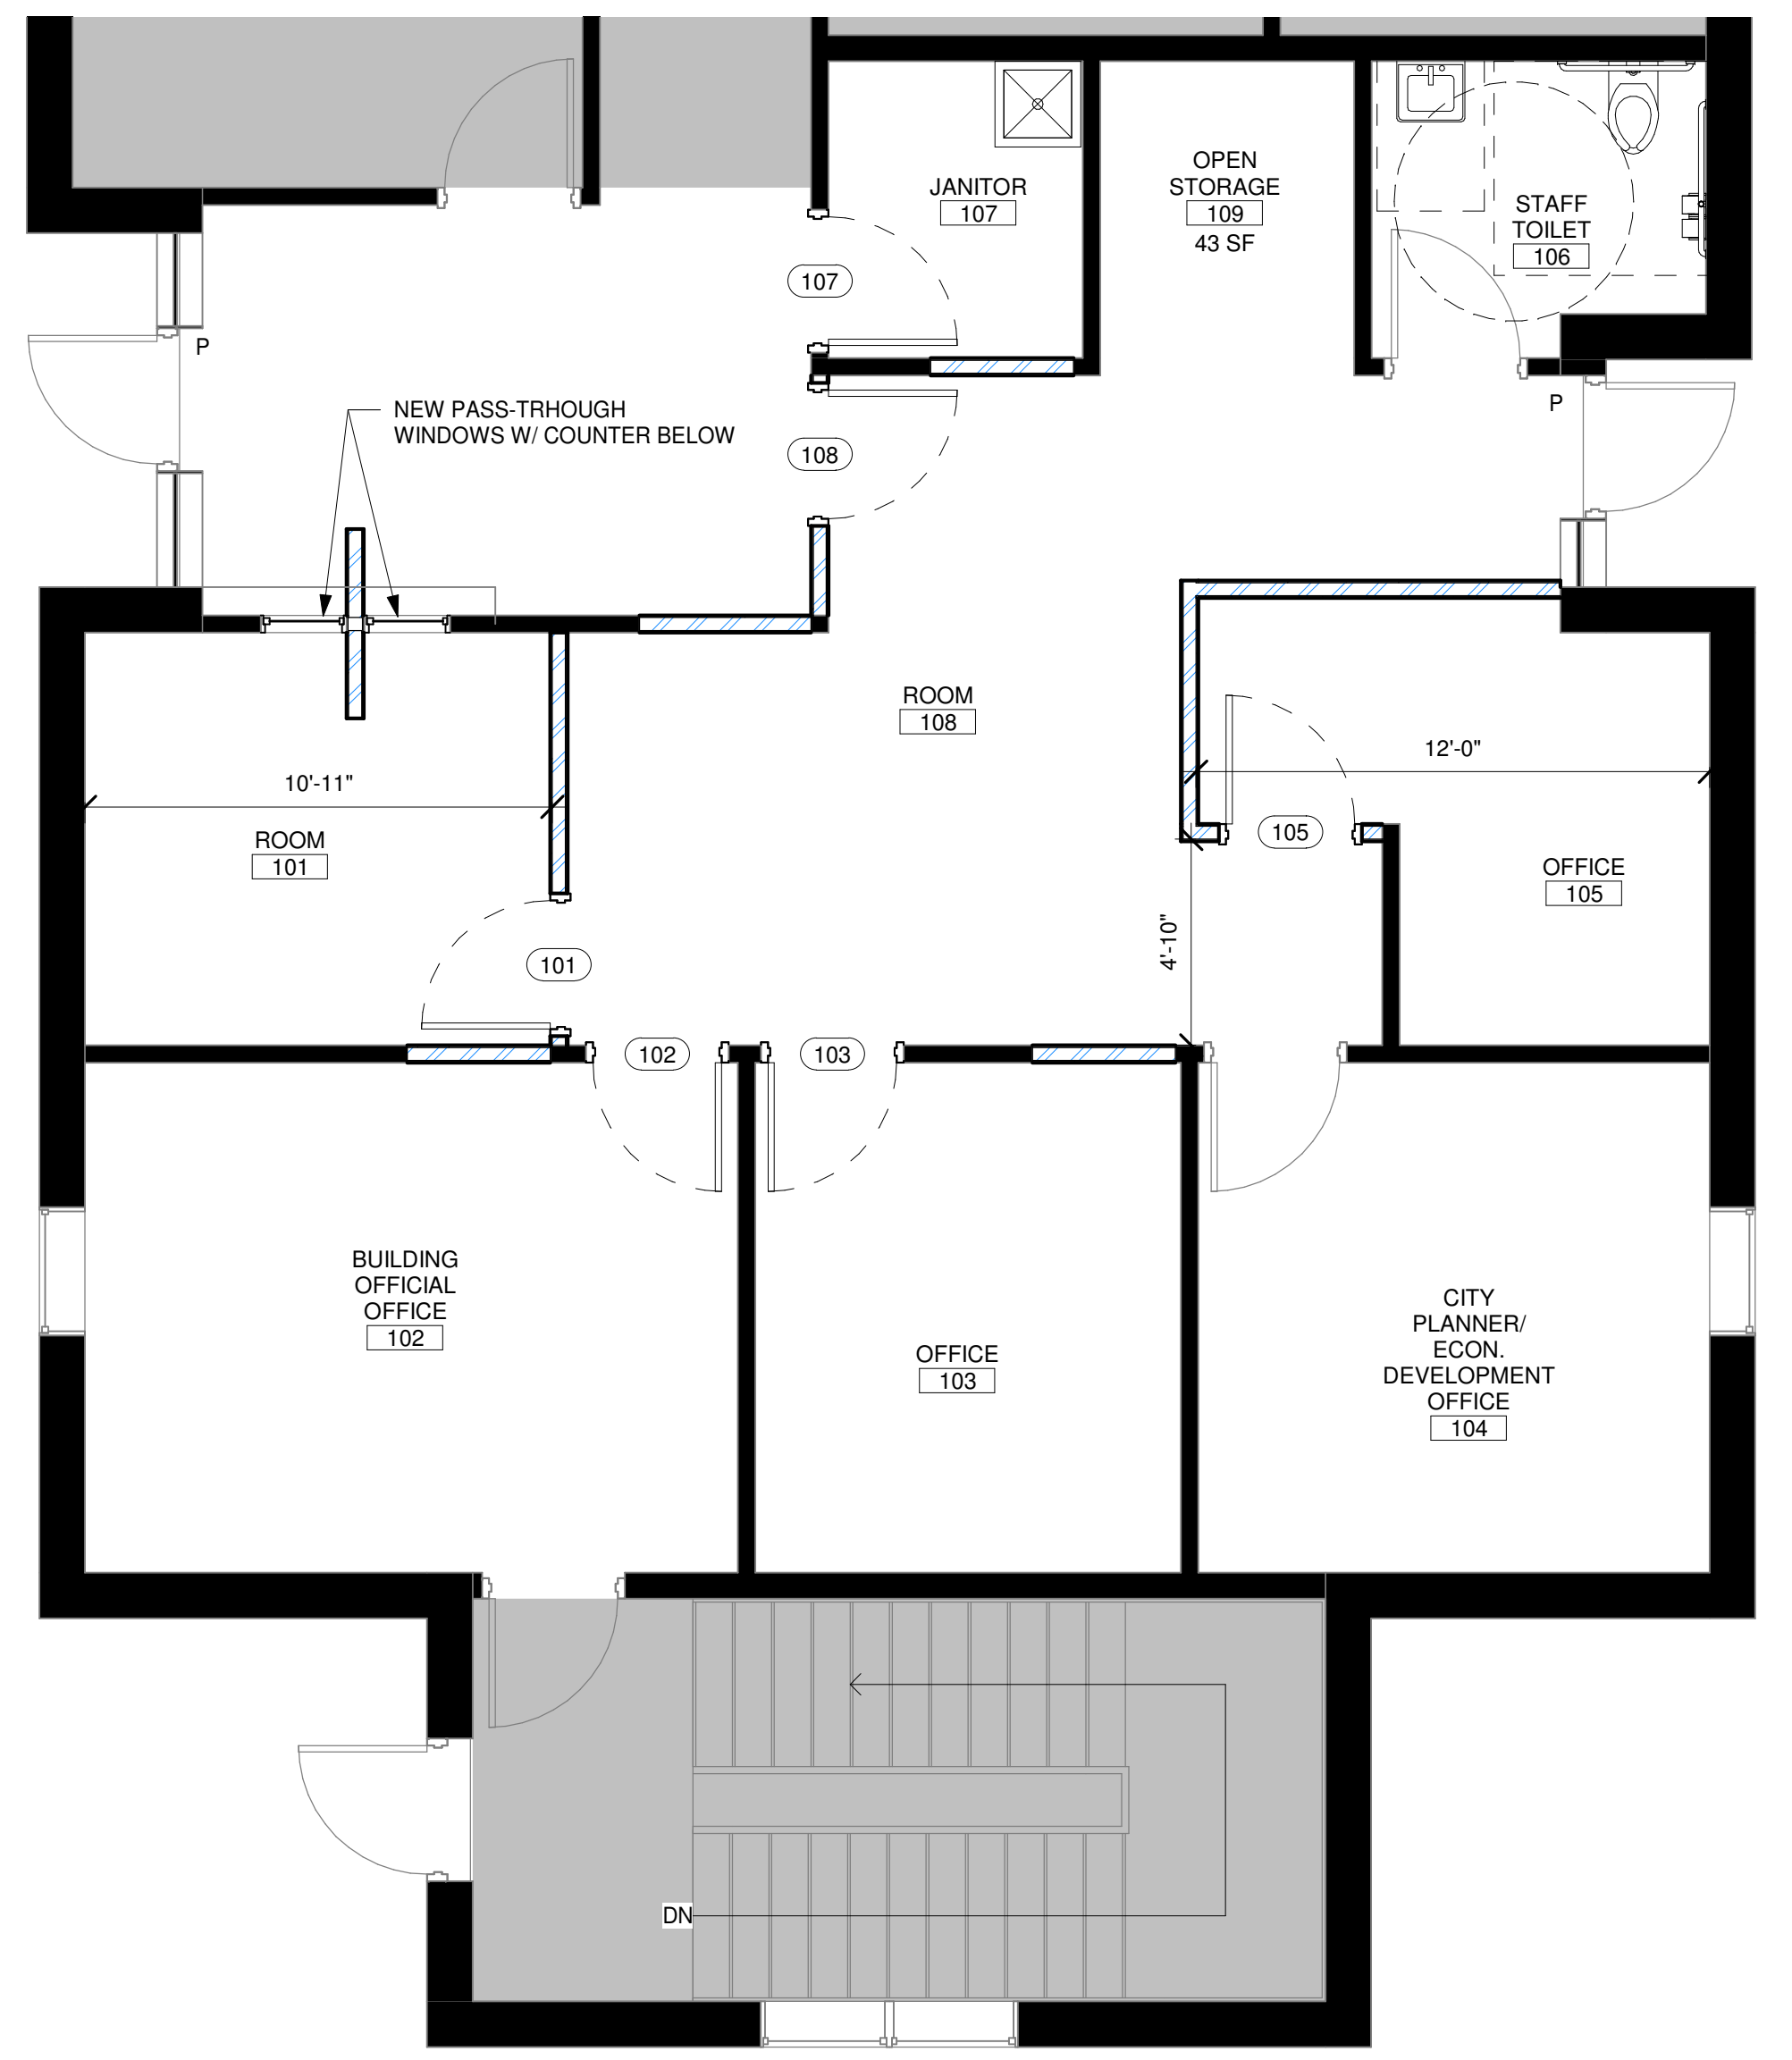 JANITOR
107
OPEN
STORAGE
109
43 SF
STAFF
TOILET
106
107
P
P
NEW PASS-TRHOUGH
WINDOWS W/ COUNTER BELOW
108
ROOM
108
12'-0"
10'-11"
ROOM
101
105
OFFICE
105
4'-10"
101
102
103
BUILDING
OFFICIAL
OFFICE
102
OFFICE
103
CITY
PLANNER/
ECON.
DEVELOPMENT
OFFICE
104
DN